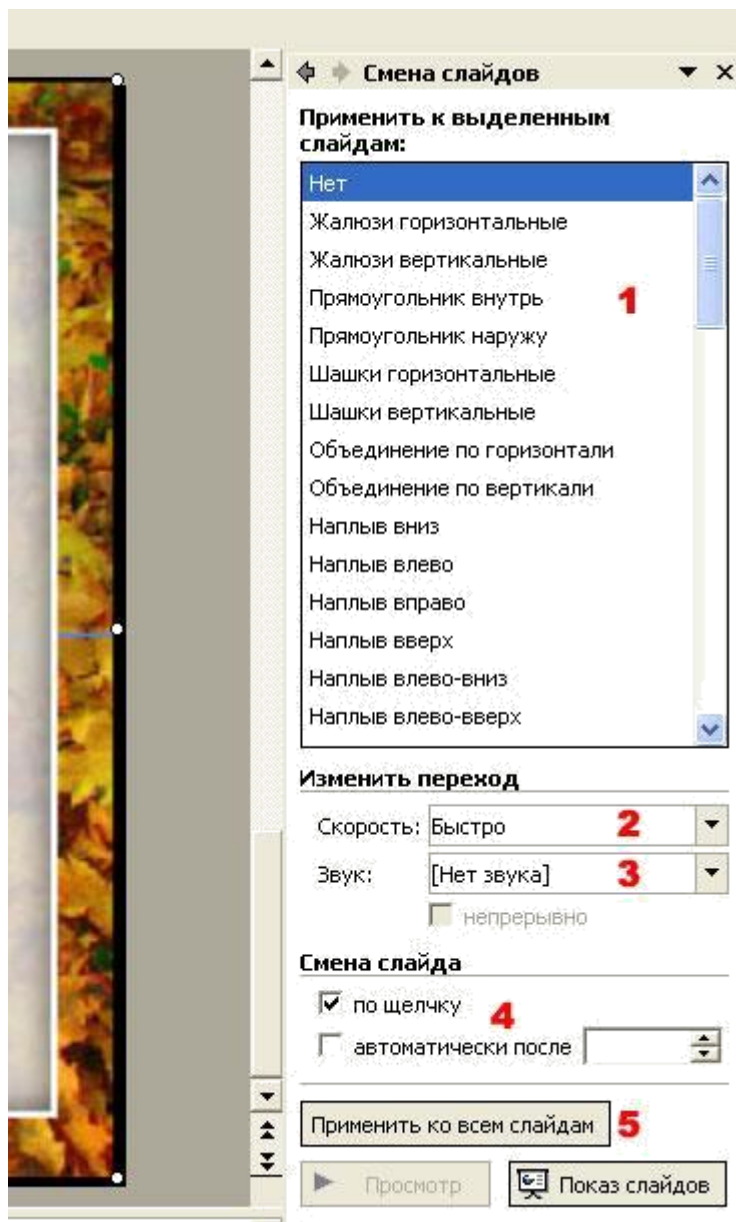 Смена слайдов
Применить к выделенным
слайдам:
Нет
Жалюзи горизонтальные
Жалюзи вертикальные
Прямоугольник внутрь 1
Прямоугольник наружу
Шашки горизонтальные
Шашки вертикальные
Объединение по горизонтали
Объединение по вертикали
Наплыв вниз
Наплыв влево
Наплыв вправо
Наплыв вверх
Наплыв влево-вниз
Наплыв влево-вверх
Изменить переход
Скорость: Быстро 2
Звук: [Нет звука] 3
непрерывно
Смена слайда
по щелчку 4
автоматически после
Применить ко всем слайдам 5
Просмотр Показ слайдов